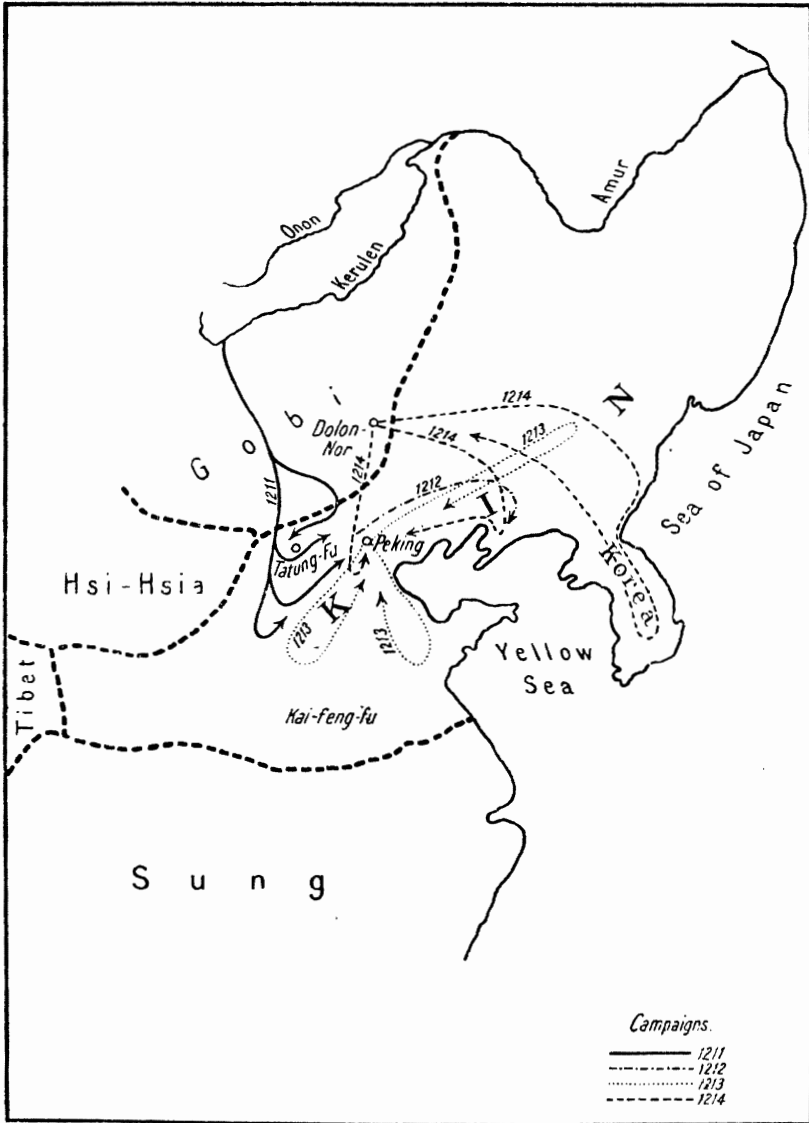 Onon
Kerulen
Amur
Gobi
Dolon-
Nor
1214
1214
1214
1213
1212
1211
KIN
Peking
Tatung-Fu
Korea
Sea of Japan
Hsi-Hsia
1213
1213
Yellow
Sea
Tibet
Kai-feng-fu
Sung
Campaigns.
1211
1212
1213
1214